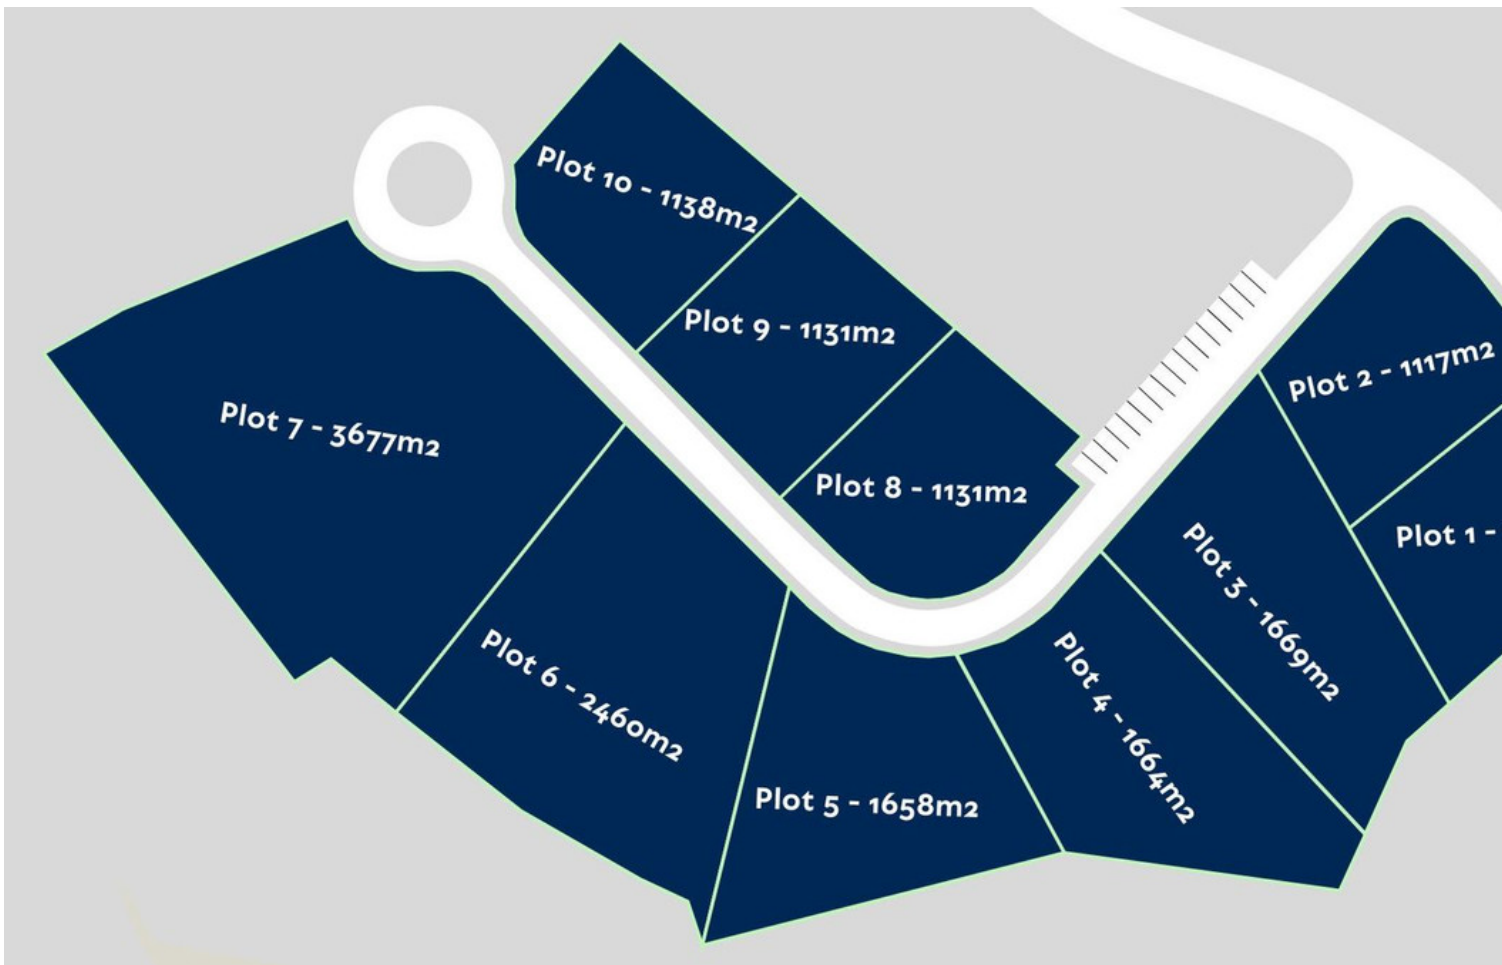 Plot 10 - 1138m2
Plot 9 - 1131m2
Plot 2 - 1117m2
Plot 7 - 3677m2
Plot 8 - 1131m2
Plot 1 -
Plot 3 - 1669m2
Plot 6 - 2460m2
Plot 4 - 1664m2
Plot 5 - 1658m2